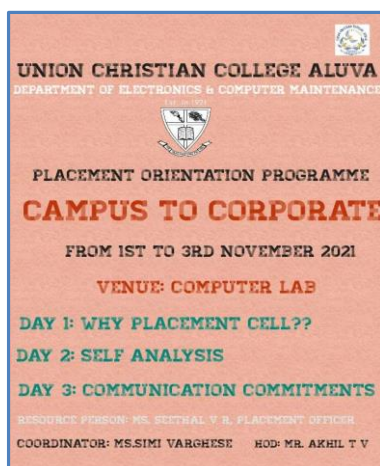 UNION CHRISTIAN COLLEGE ALUVA
DEPARTMENT OF ELECTRONICS & COMPUTER MAINTENANCE
PLACEMENT ORIENTATION PROGRAMME
CAMPUS TO CORPORATE
FROM 1ST TO 3RD NOVEMBER 2021
VENUE: COMPUTER LAB
DAY 1: WHY PLACEMENT CELL??
DAY 2: SELF ANALYSIS
DAY 3: COMMUNICATION COMMITMENTS
RESOURCE PERSON: MS. SEETHAL V R, PLACEMENT OFFICER
COORDINATOR: MS.SIMI VARGHESE HOD: MR. AKHIL T V